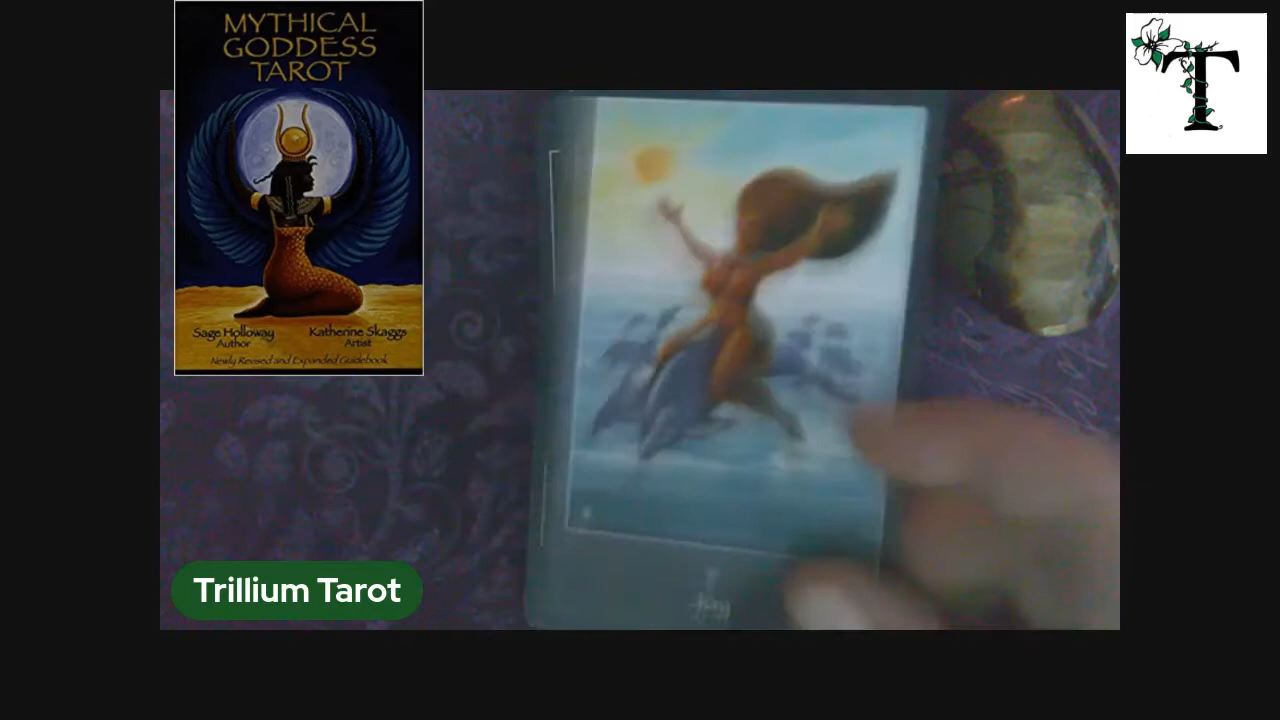 MYTHICAL
GODDESS
TAROT
Sage Holloway
Author
Katherine Skaggs
Artist
Newly Revised and Expanded Guidebook
T
Trillium Tarot